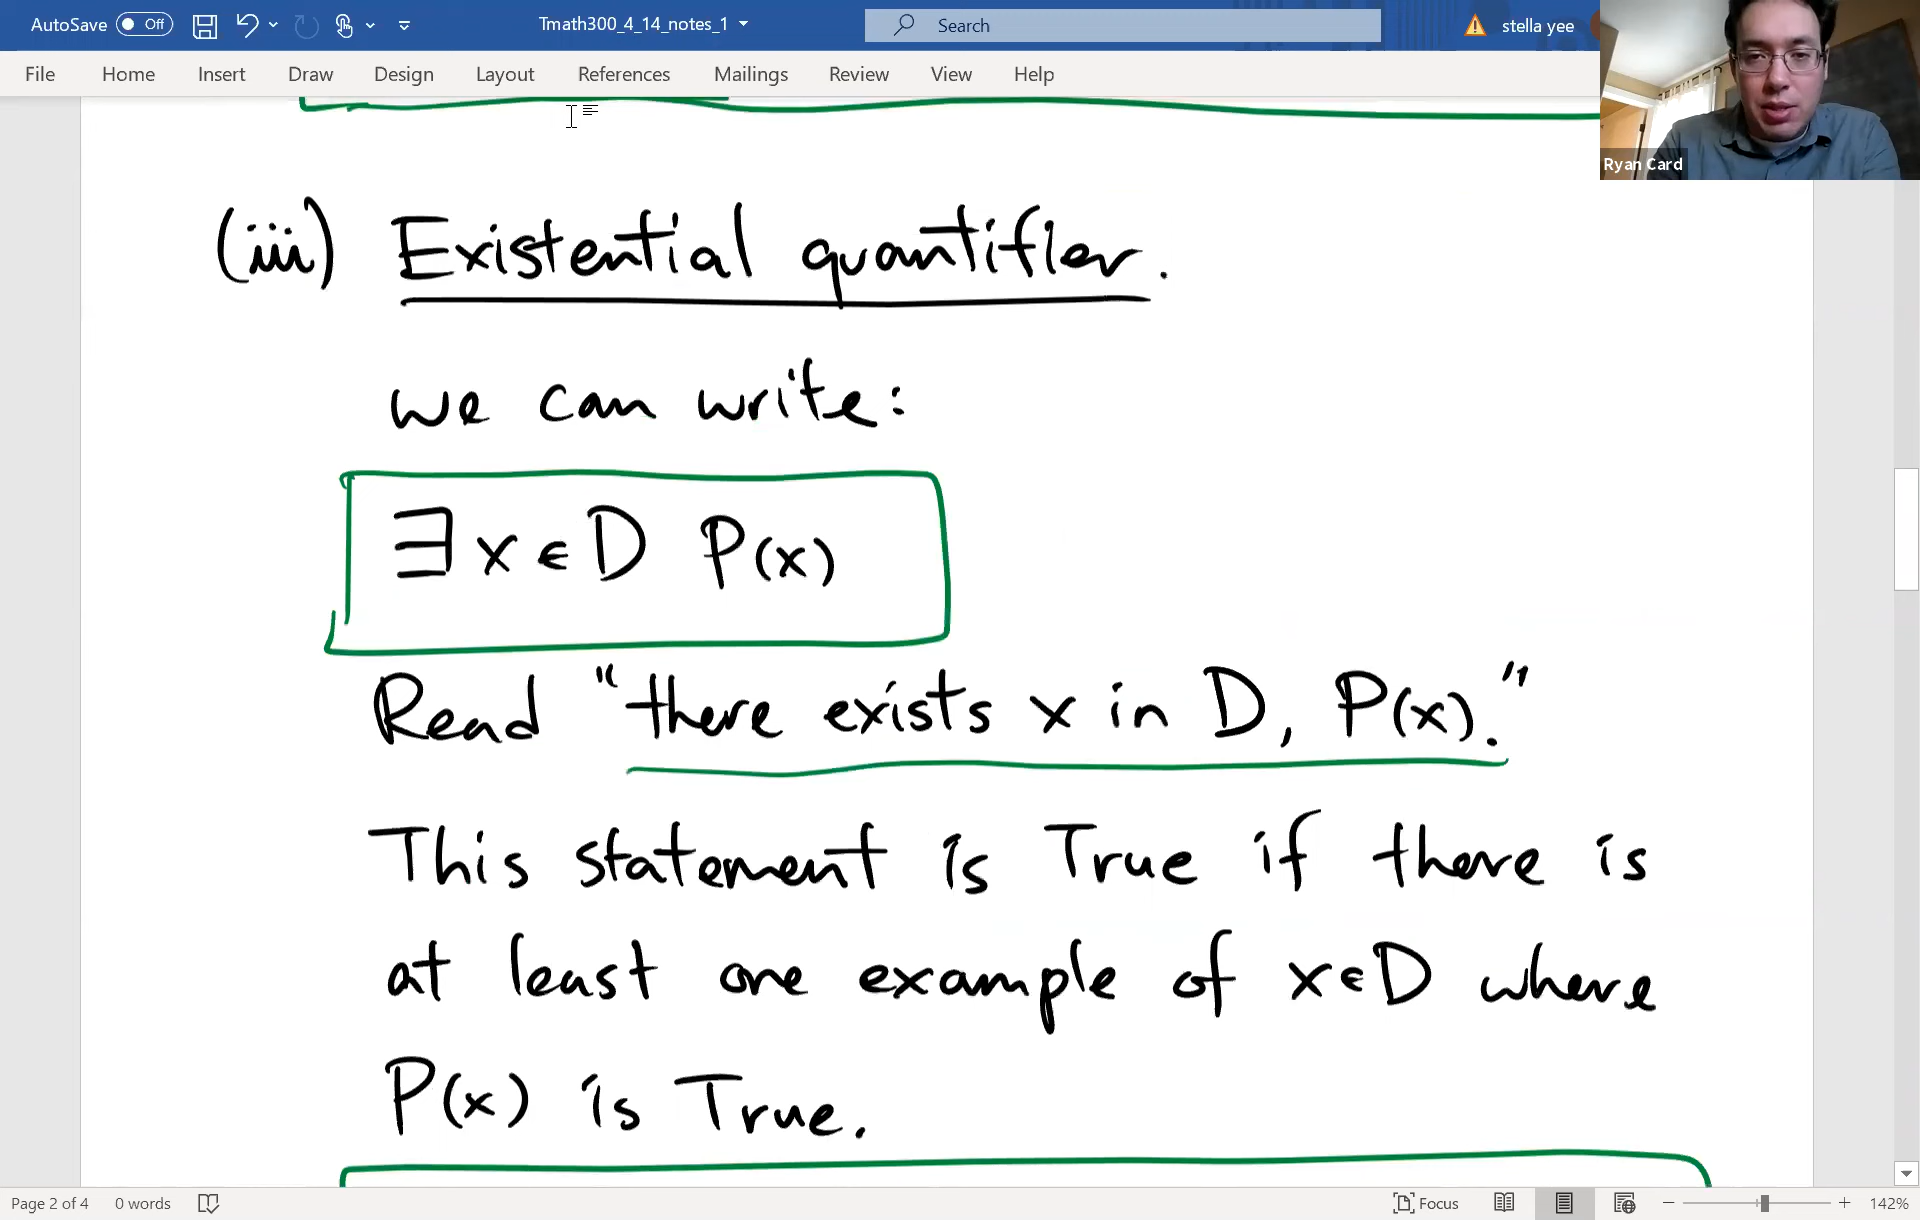 AutoSave Off Tmath300_4_14_notes_1 Search stella yee
File Home Insert Draw Design Layout References Mailings Review View Help
Ryan Card
(iii) Existential quantifier.
we can write:
∃ x ∈ D P(x)
Read "there exists x in D, P(x)."
This statement is True if there is
at least one example of x ∈ D where
P(x) is True.
Page 2 of 4 0 words Focus 142%